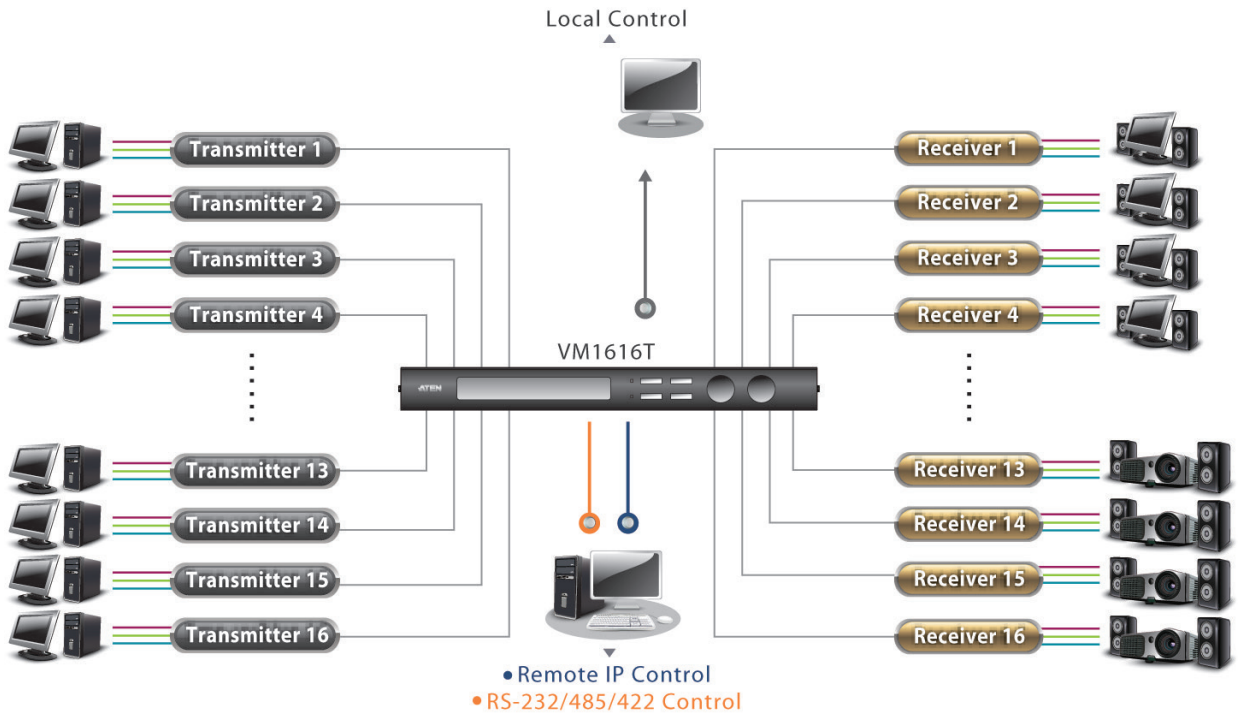 Local Control
Transmitter 1
Receiver 1
Transmitter 2
Receiver 2
Transmitter 3
Receiver 3
Transmitter 4
Receiver 4
VM1616T
ATEN
Transmitter 13
Receiver 13
Transmitter 14
Receiver 14
Transmitter 15
Receiver 15
Transmitter 16
Receiver 16
• Remote IP Control
• RS-232/485/422 Control